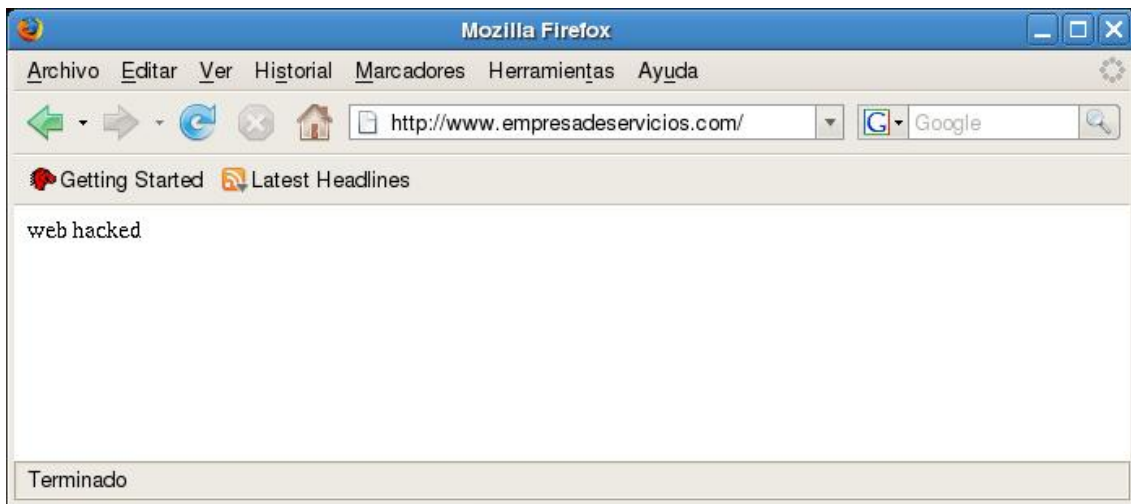 Mozilla Firefox
Archivo Editar Ver Historial Marcadores Herramientas Ayuda
http://www.empresadeservicios.com/ G Google
Getting Started Latest Headlines
web hacked
Terminado